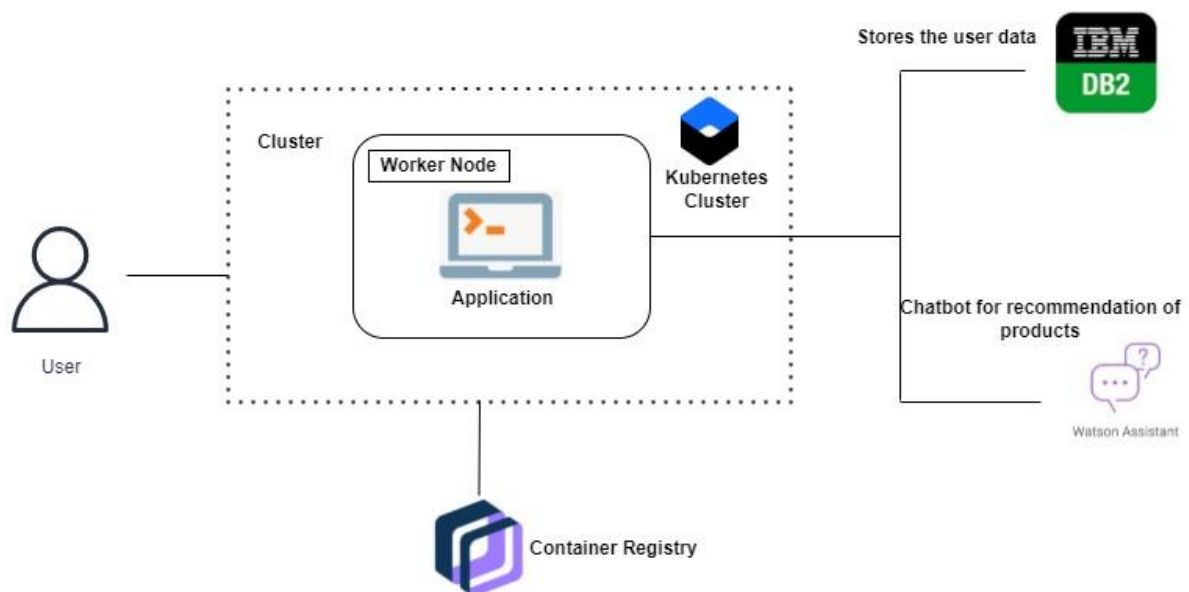 Stores the user data
IBM
DB2
Cluster
Worker Node
Kubernetes
Cluster
Application
User
Chatbot for recommendation of
products
?
Watson Assistant
Container Registry